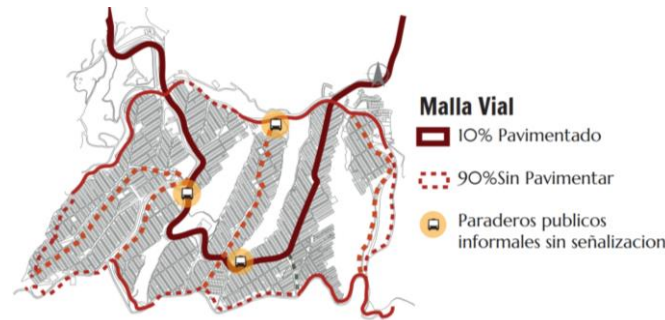 Malla Vial
10% Pavimentado
90%Sin Pavimentar
Paraderos publicos
informales sin señalizacion